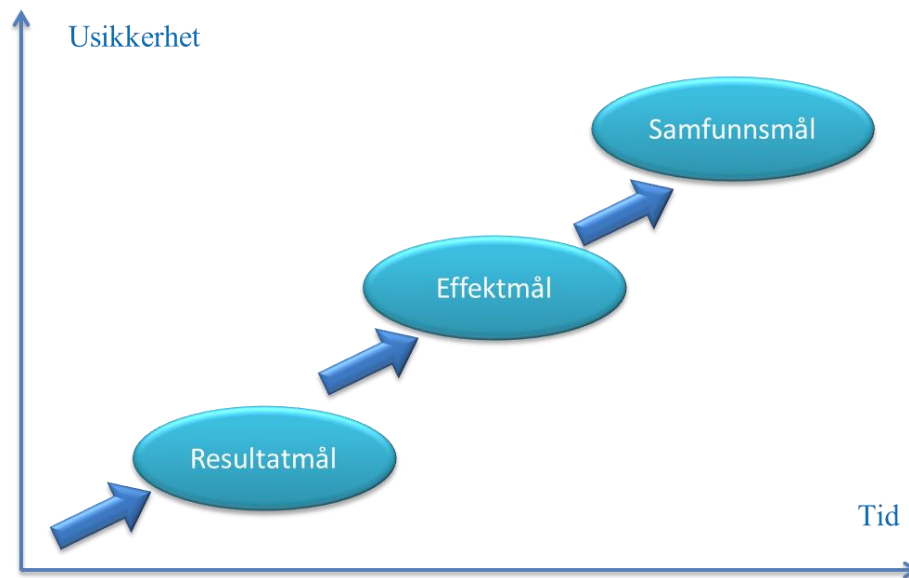 Usikkerhet
Samfunnsmål
Effektmål
Resultatmål
Tid